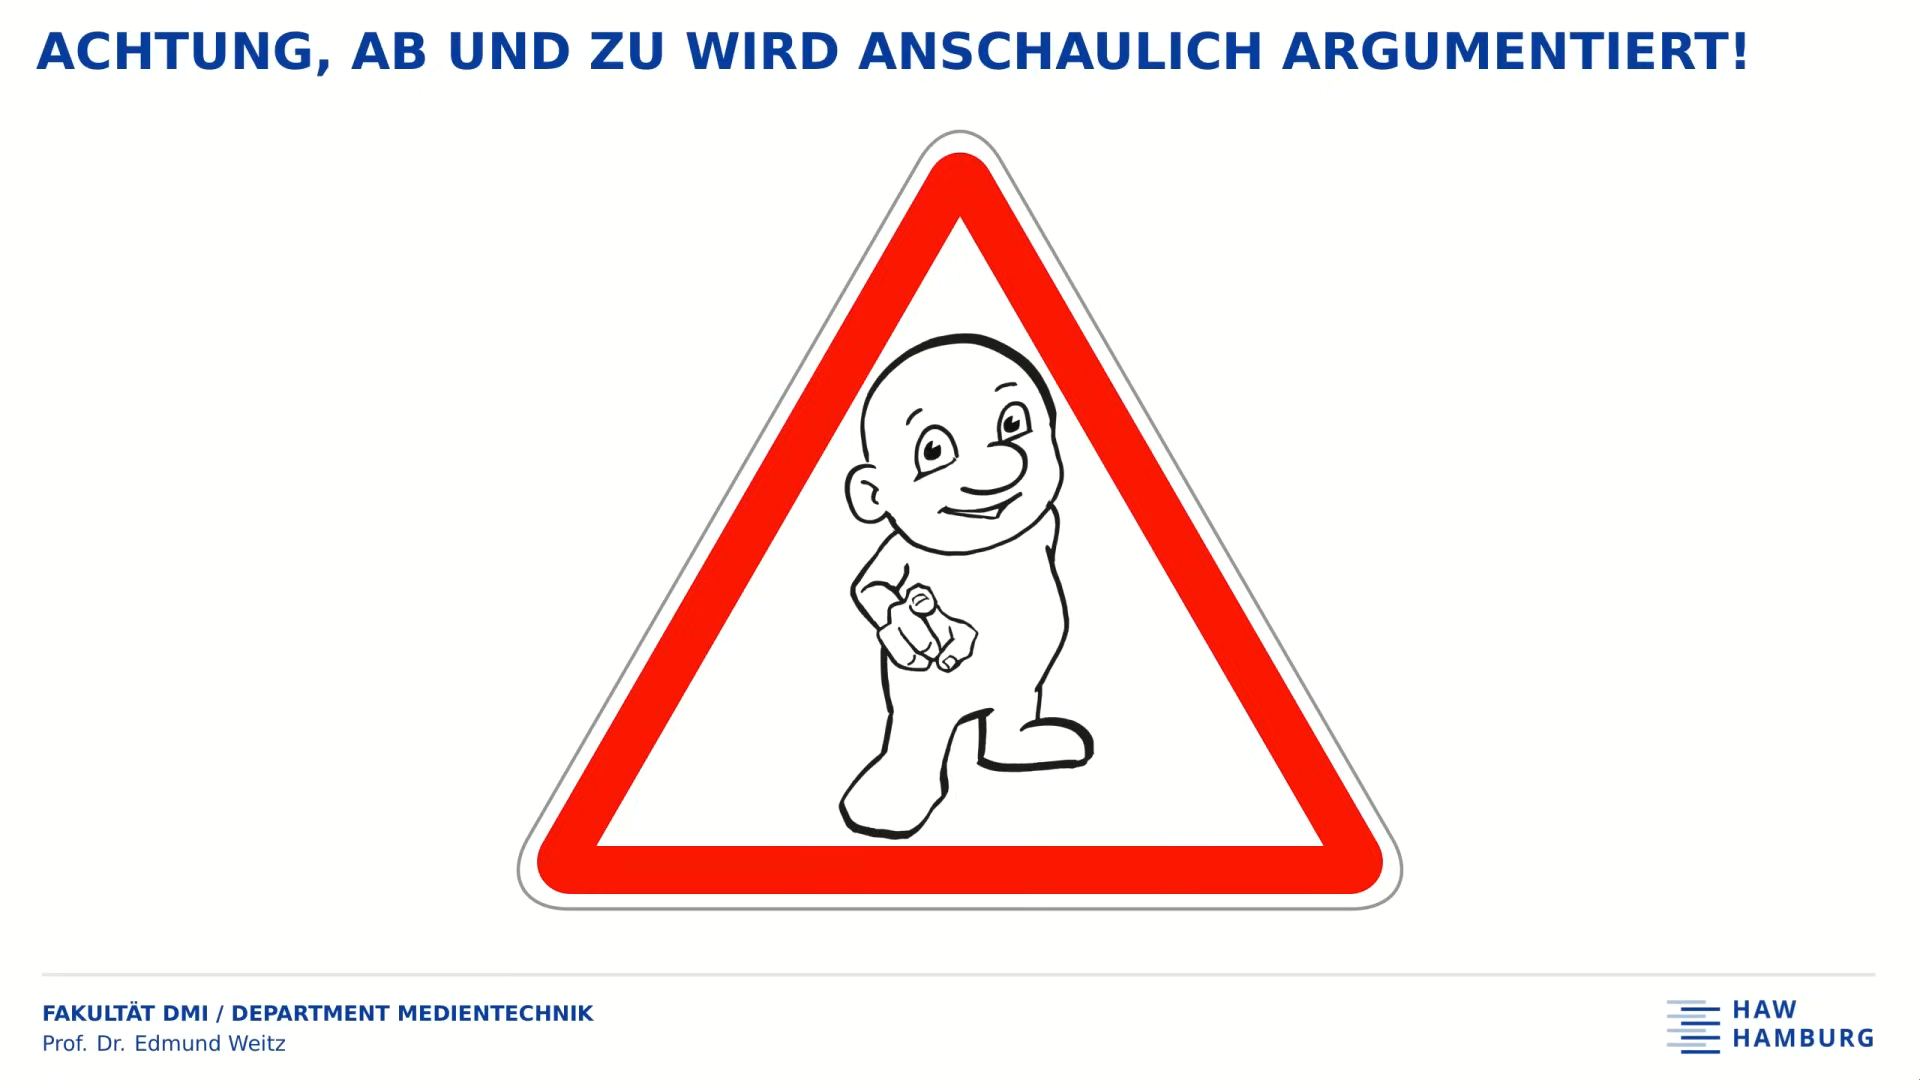 ACHTUNG, AB UND ZU WIRD ANSCHAULICH ARGUMENTIERT!
FAKULTÄT DMI / DEPARTMENT MEDIENTECHNIK
Prof. Dr. Edmund Weitz
HAW
HAMBURG